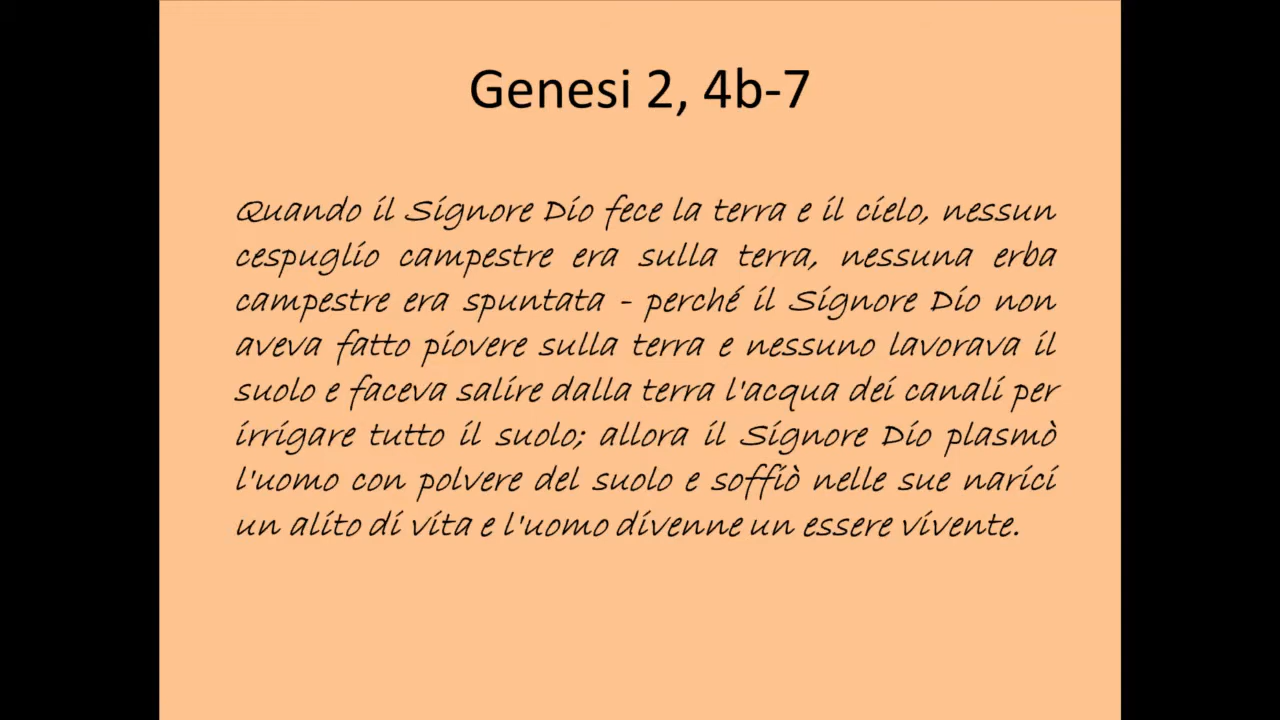 Genesi 2, 4b-7
Quando il Signore Dio fece la terra e il cielo, nessun
cespuglio campestre era sulla terra, nessuna erba
campestre era spuntata - perché il Signore Dio non
aveva fatto piovere sulla terra e nessuno lavorava il
suolo e faceva salire dalla terra l'acqua dei canali per
irrigare tutto il suolo; allora il Signore Dio plasmò
l'uomo con polvere del suolo e soffiò nelle sue narici
un alito di vita e l'uomo divenne un essere vivente.